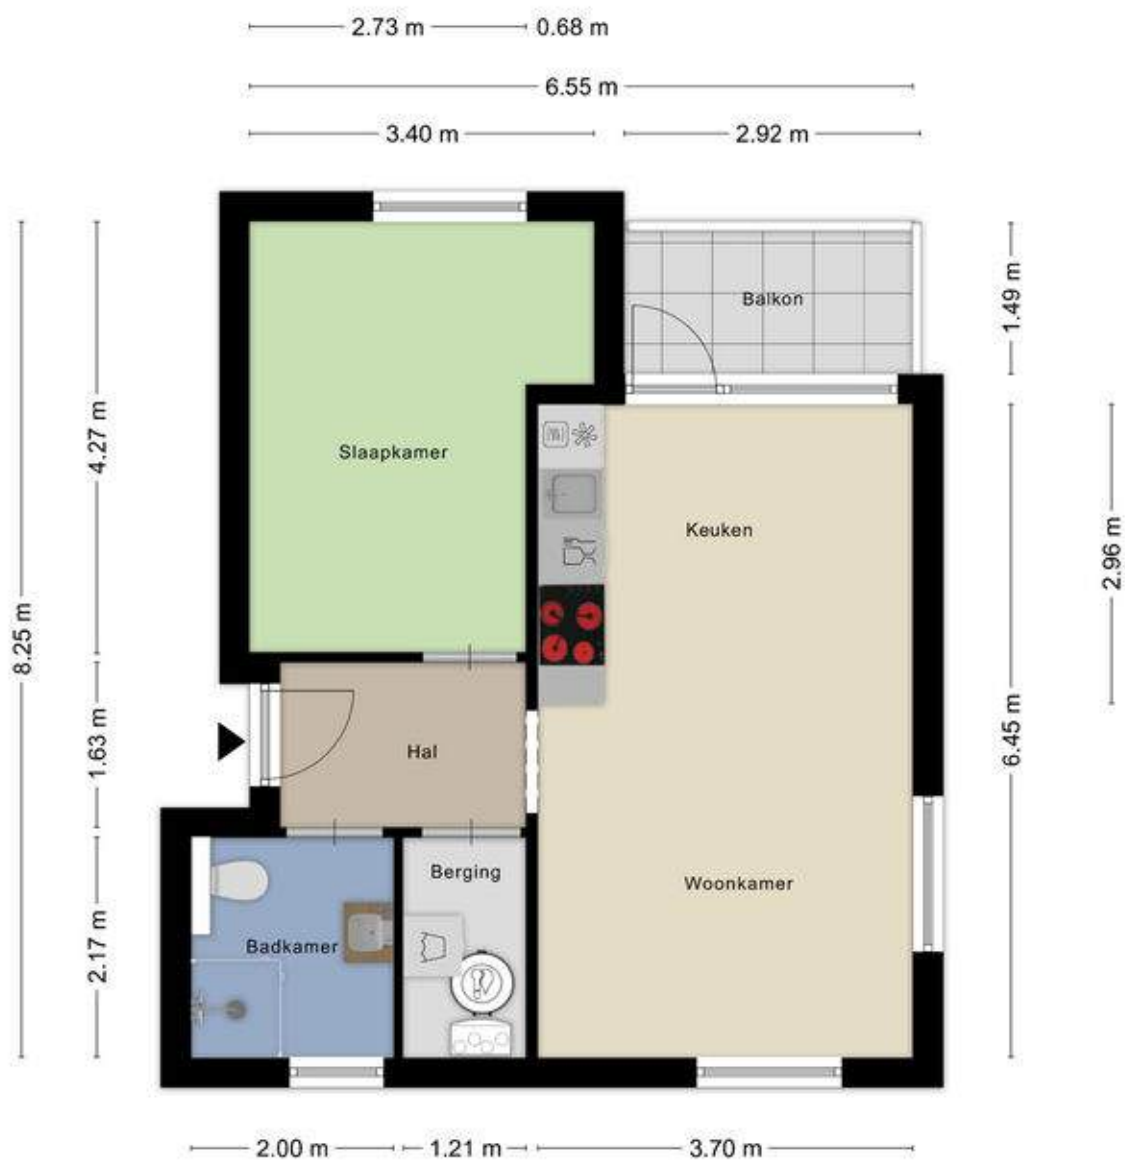 2.73 m 0.68 m
6.55 m
3.40 m 2.92 m
Balkon
1.49 m
4.27 m
Slaapkamer
Keuken
2.96 m
8.25 m
6.45 m
1.63 m
Hal
Berging
Woonkamer
Badkamer
2.17 m
2.00 m 1.21 m 3.70 m